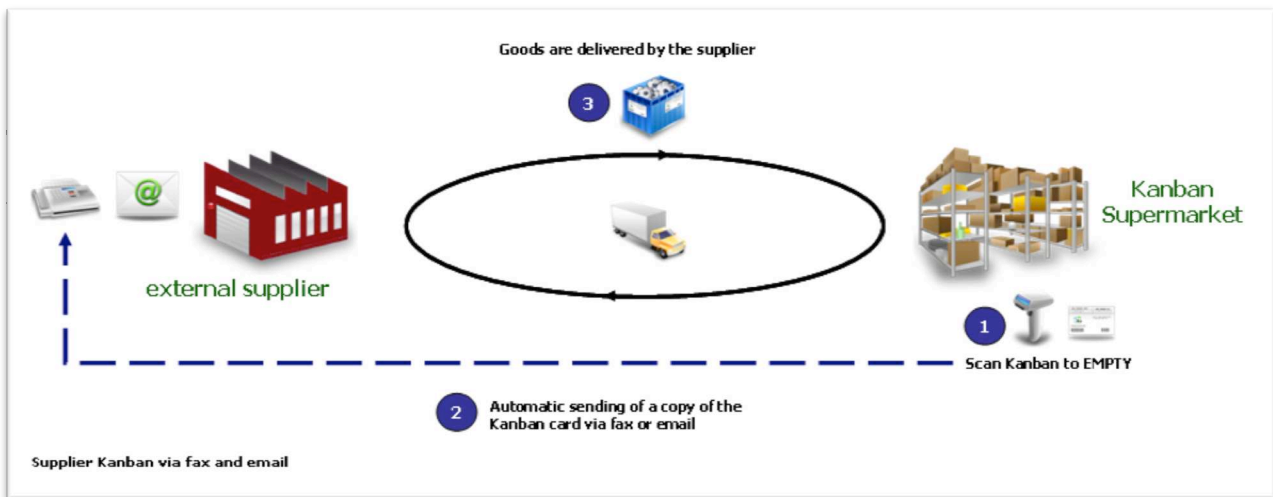 Goods are delivered by the supplier
3
@
Kanban
Supermarket
external supplier
1
Scan Kanban to EMPTY
2
Automatic sending of a copy of the
Kanban card via fax or email
Supplier Kanban via fax and email